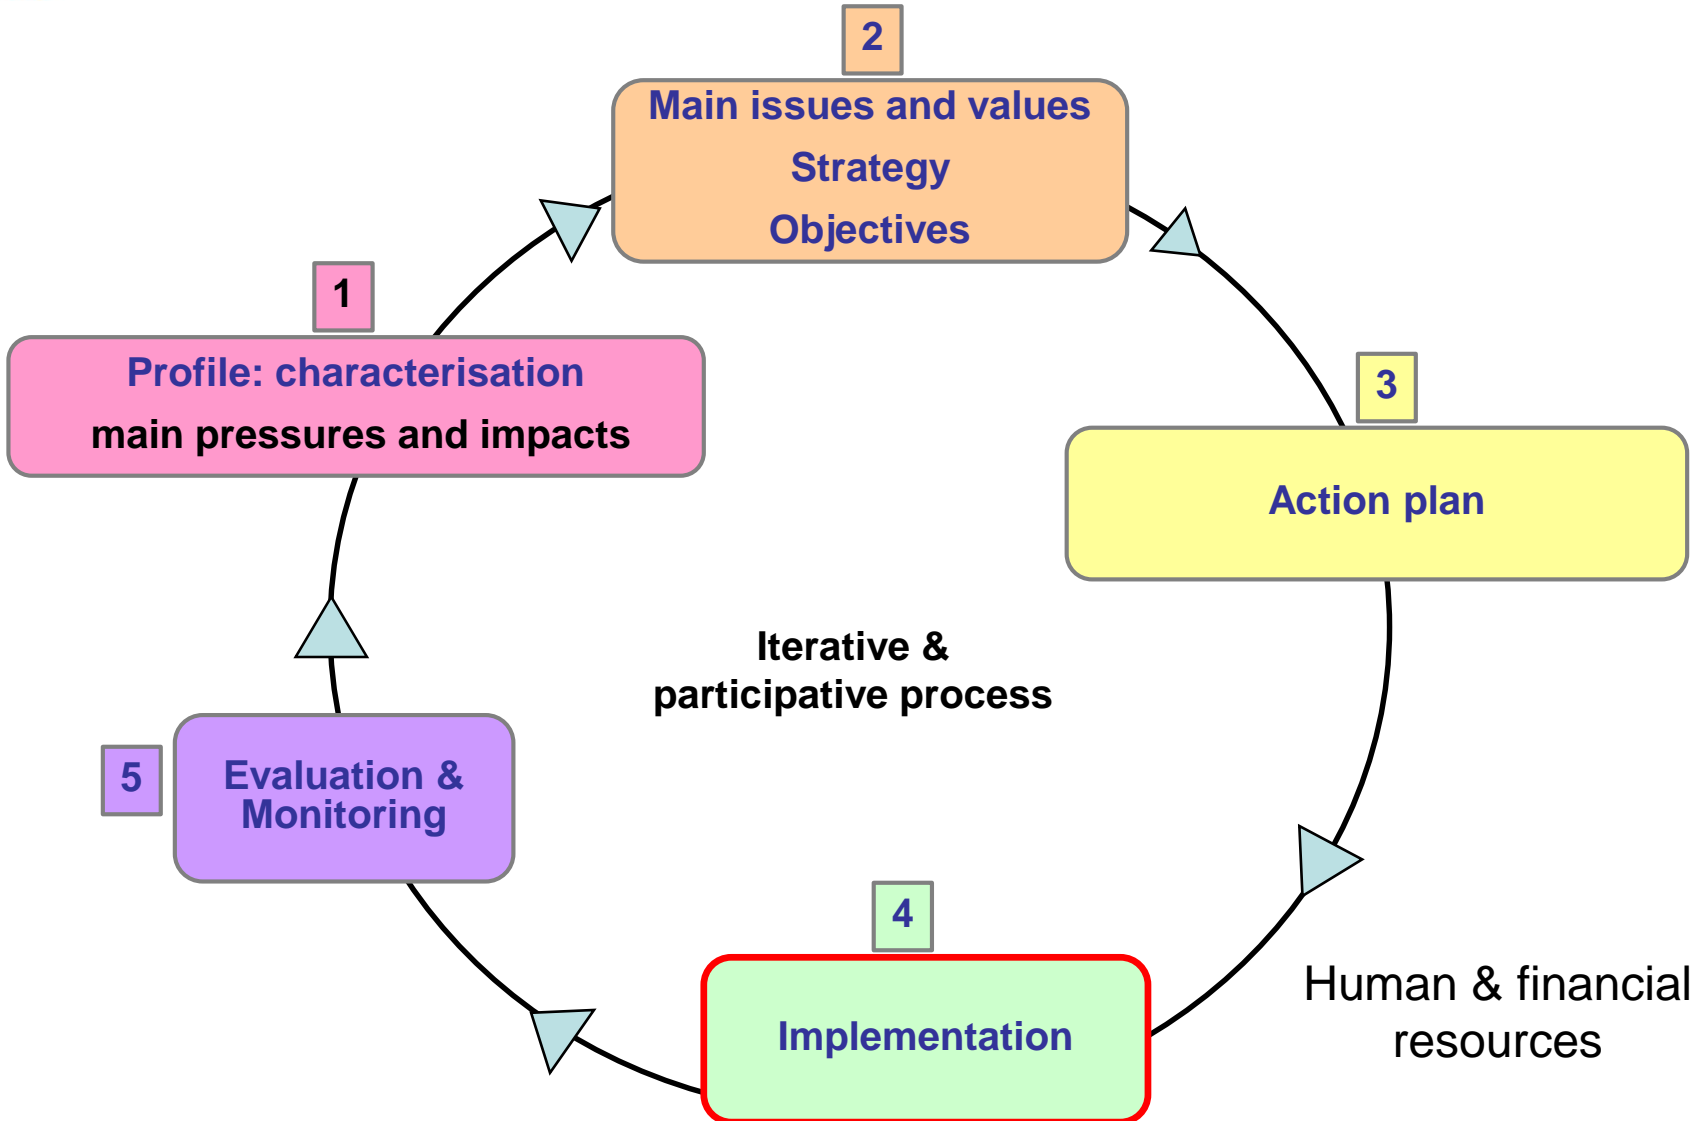 2
Main issues and values
Strategy
Objectives
1
Profile: characterisation
main pressures and impacts
3
Action plan
Iterative &
participative process
5
Evaluation &
Monitoring
4
Implementation
Human & financial
resources